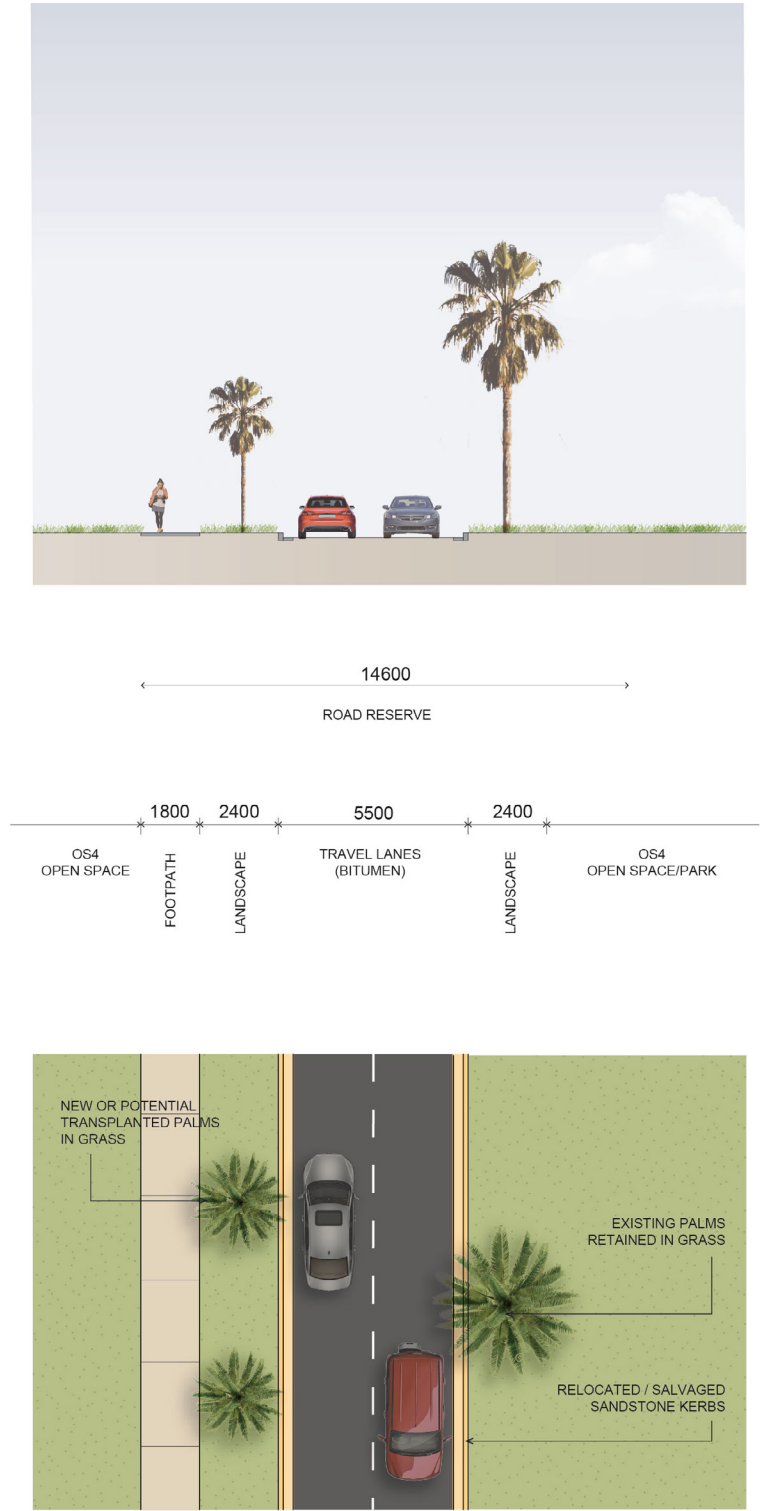 14600
ROAD RESERVE
1800
2400
5500
2400
OS4
OPEN SPACE
FOOTPATH
LANDSCAPE
TRAVEL LANES
(BITUMEN)
LANDSCAPE
OS4
OPEN SPACE/PARK
NEW OR POTENTIAL
TRANSPLANTED PALMS
IN GRASS
EXISTING PALMS
RETAINED IN GRASS
RELOCATED / SALVAGED
SANDSTONE KERBS